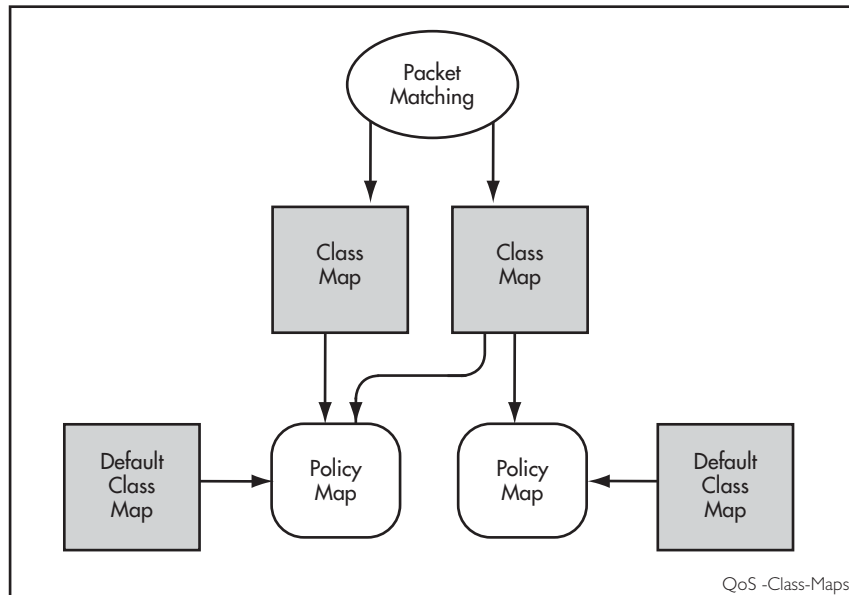 Packet
Matching
Class
Map
Class
Map
Default
Class
Map
Policy
Map
Policy
Map
Default
Class
Map
QoS -Class-Maps